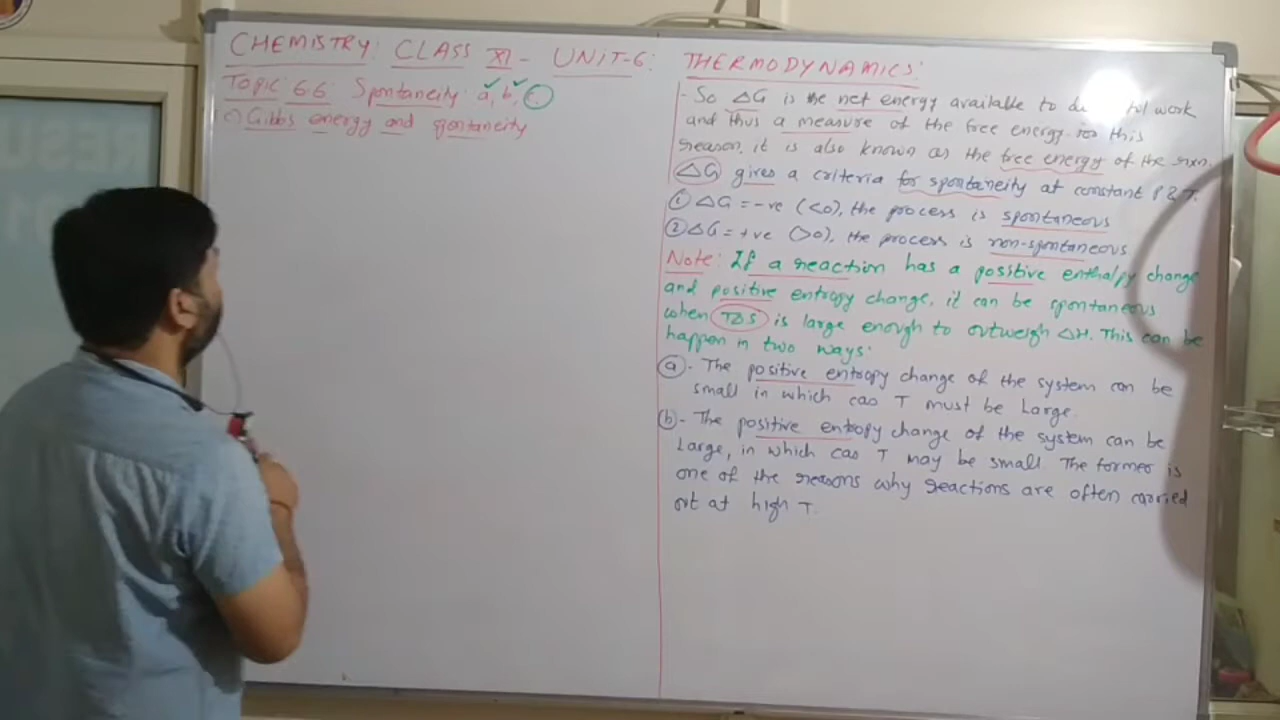 CHEMISTRY: CLASS XI - UNIT-6: THERMODYNAMICS:
Topic 6.6 Spontaneity: a, b, c.
c) Gibbs energy and spontaneity
- So ΔG is the net energy available to do work
and thus a measure of the free energy. for this
reason, it is also known as the free energy of the rxn.
ΔG gives a criteria for spontaneity at constant P & T.
① ΔG = -ve (<0), the process is spontaneous
② ΔG = +ve (>0), the process is non-spontaneous
Note: If a reaction has a positive enthalpy change
and positive entropy change, it can be spontaneous
when TΔS is large enough to outweigh ΔH. This can be
happen in two ways:
ⓐ - The positive entropy change of the system can be
small in which cas T must be Large.
ⓑ - The positive entropy change of the system can be
Large, in which cas T may be small. The former is
one of the reasons why reactions are often carried
out at high T.
RESU